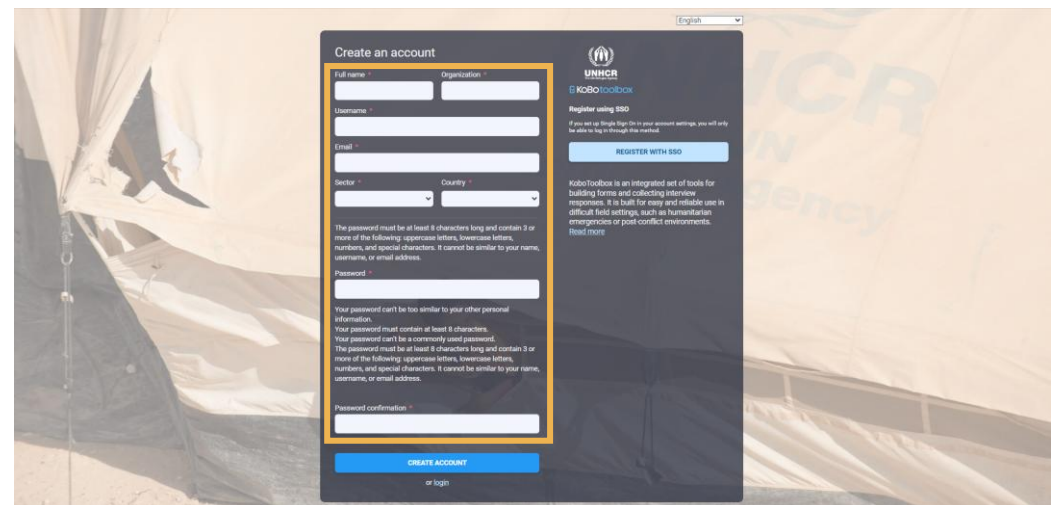 English
Create an account
Full name *
Organization *
Username *
Email *
Sector *
Country *
The password must be at least 8 characters long and contain 3 or
more of the following: uppercase letters, lowercase letters,
numbers, and special characters. It cannot be similar to your name,
username, or email address.
Password *
Your password can't be too similar to your other personal
information.
Your password must contain at least 8 characters.
Your password can't be a commonly used password.
The password must be at least 8 characters long and contain 3 or
more of the following: uppercase letters, lowercase letters,
numbers, and special characters. It cannot be similar to your name,
username, or email address.
Password confirmation *
CREATE ACCOUNT
or login
UNHCR
KoBotoolbox
Register using SSO
If you set up Single Sign On in your account settings, you will only
be able to log in through this method.
REGISTER WITH SSO
KoboToolbox is an integrated set of tools for
building forms and collecting interview
responses. It is built for easy and reliable use in
difficult field settings, such as humanitarian
emergencies or post-conflict environments.
Read more